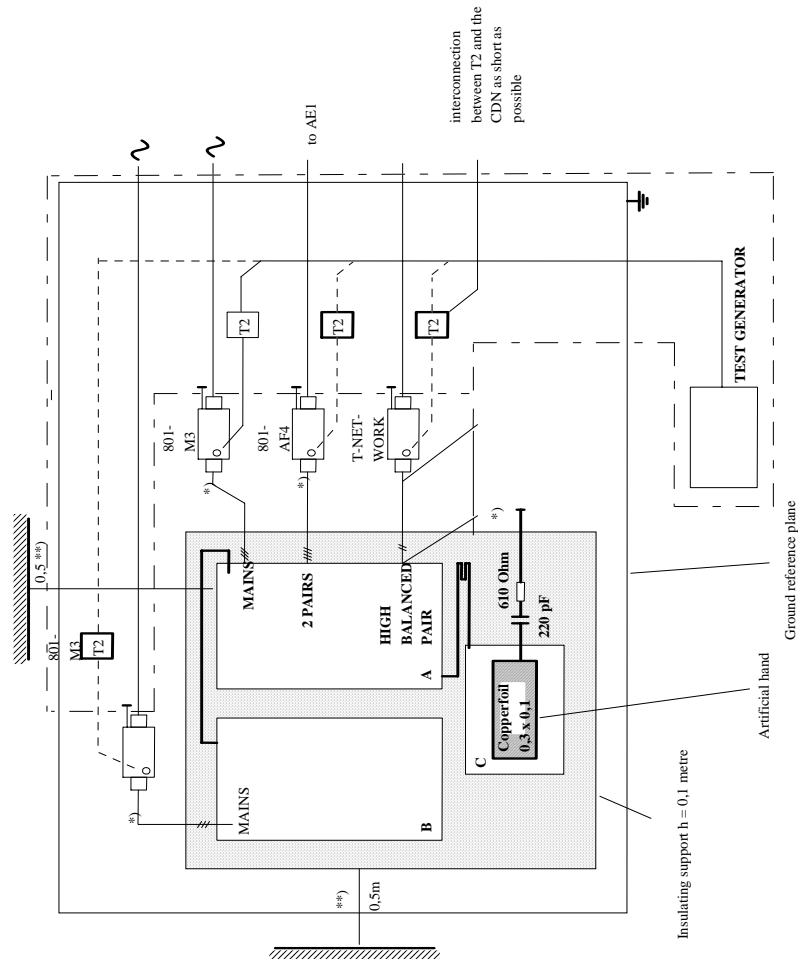 interconnection
between T2 and the
CDN as short as
possible
to AE1
801-
M3
T2
801-
AF4
T2
T-NET-
WORK
T2
TEST GENERATOR
0,5 **)
801-
M3
T2
*)
*)
*)
*)
MAINS
2 PAIRS
HIGH
BALANCED
PAIR
A
610 Ohm
220 pF
Copperfoil
0,3 x 0,1
C
MAINS
B
**)
0,5m
Ground reference plane
Artificial hand
Insulating support h = 0,1 metre